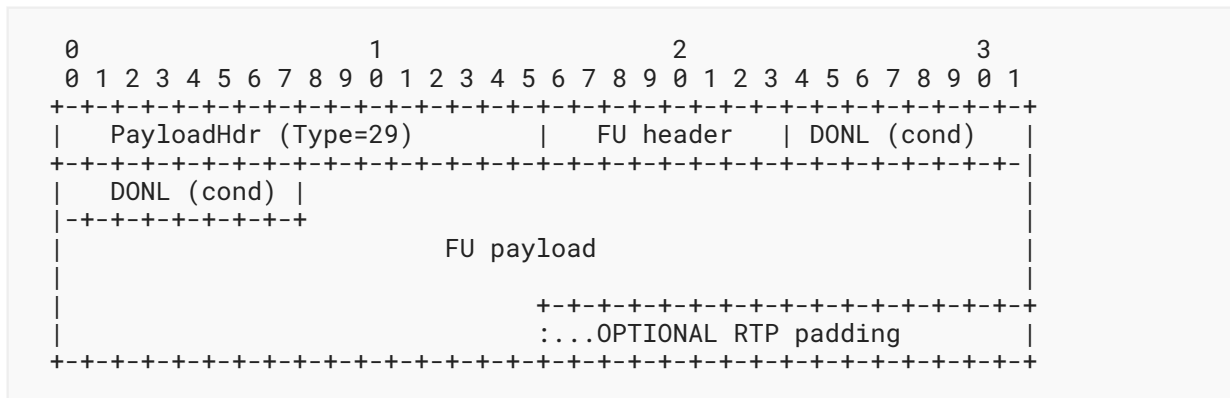 0                   1                   2                   3
 0 1 2 3 4 5 6 7 8 9 0 1 2 3 4 5 6 7 8 9 0 1 2 3 4 5 6 7 8 9 0 1
+-+-+-+-+-+-+-+-+-+-+-+-+-+-+-+-+-+-+-+-+-+-+-+-+-+-+-+-+-+-+-+-+
|   PayloadHdr (Type=29)        |   FU header   | DONL (cond)   |
+-+-+-+-+-+-+-+-+-+-+-+-+-+-+-+-+-+-+-+-+-+-+-+-+-+-+-+-+-+-+-+-|
|   DONL (cond) |                                               |
|-+-+-+-+-+-+-+-+                                               |
|                         FU payload                            |
|                                                               |
|                               +-+-+-+-+-+-+-+-+-+-+-+-+-+-+-+-+
|                               :...OPTIONAL RTP padding        |
+-+-+-+-+-+-+-+-+-+-+-+-+-+-+-+-+-+-+-+-+-+-+-+-+-+-+-+-+-+-+-+-+